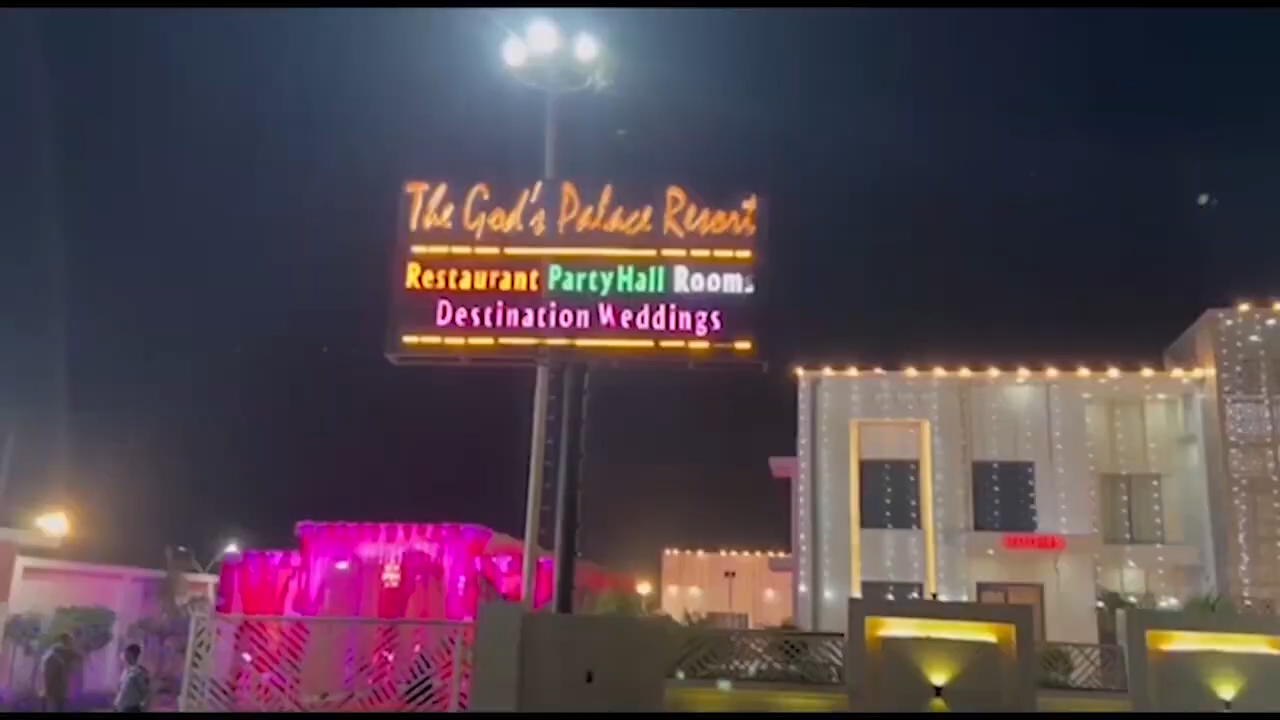 The God's Palace Resort
Restaurant PartyHall Rooms
Destination Weddings